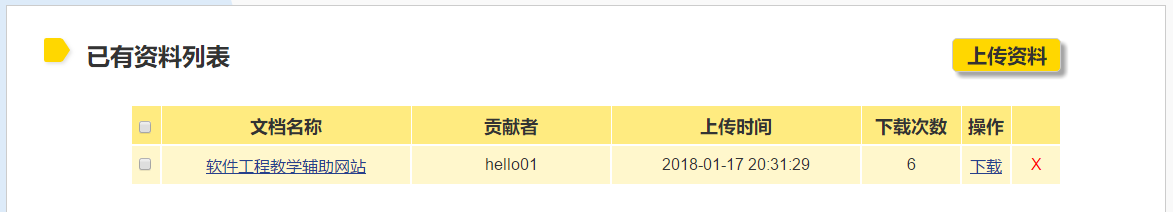 已有资料列表
上传资料
文档名称 贡献者 上传时间 下载次数 操作
软件工程教学辅助网站 hello01 2018-01-17 20:31:29 6 下载 X